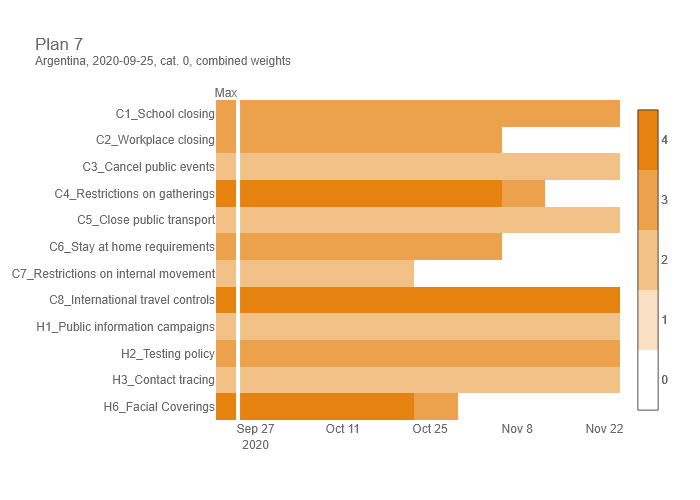 Plan 7
Argentina, 2020-09-25, cat. 0, combined weights
Max
C1_School closing
C2_Workplace closing
C3_Cancel public events
C4_Restrictions on gatherings
C5_Close public transport
C6_Stay at home requirements
C7_Restrictions on internal movement
C8_International travel controls
H1_Public information campaigns
H2_Testing policy
H3_Contact tracing
H6_Facial Coverings
Sep 27 Oct 11 Oct 25 Nov 8 Nov 22
2020
4
3
2
1
0